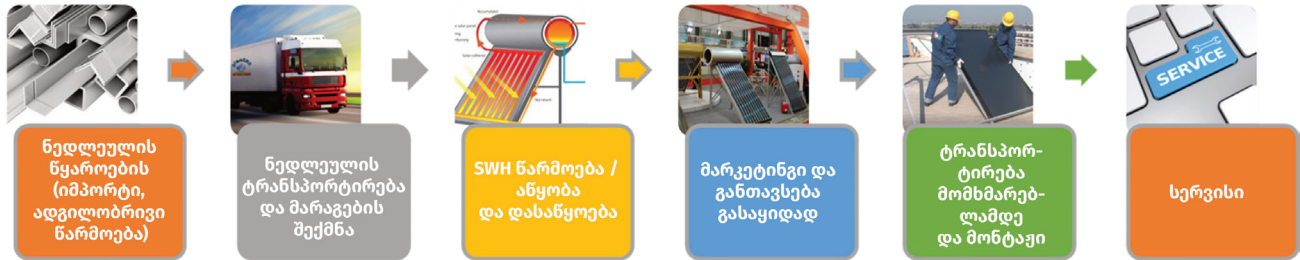 ნედლეულის
წყაროების
(იმპორტი,
ადგილობრივი
წარმოება)
ნედლეულის
ტრანსპორტირება
და მარაგების
შექმნა
SWH წარმოება /
აწყობა
და დასაწყოება
მარკეტინგი და
განთავსება
გასაყიდად
ტრანსპორ-
ტირება
მომხმარებ-
ლამდე
და მონტაჟი
SERVICE
სერვისი